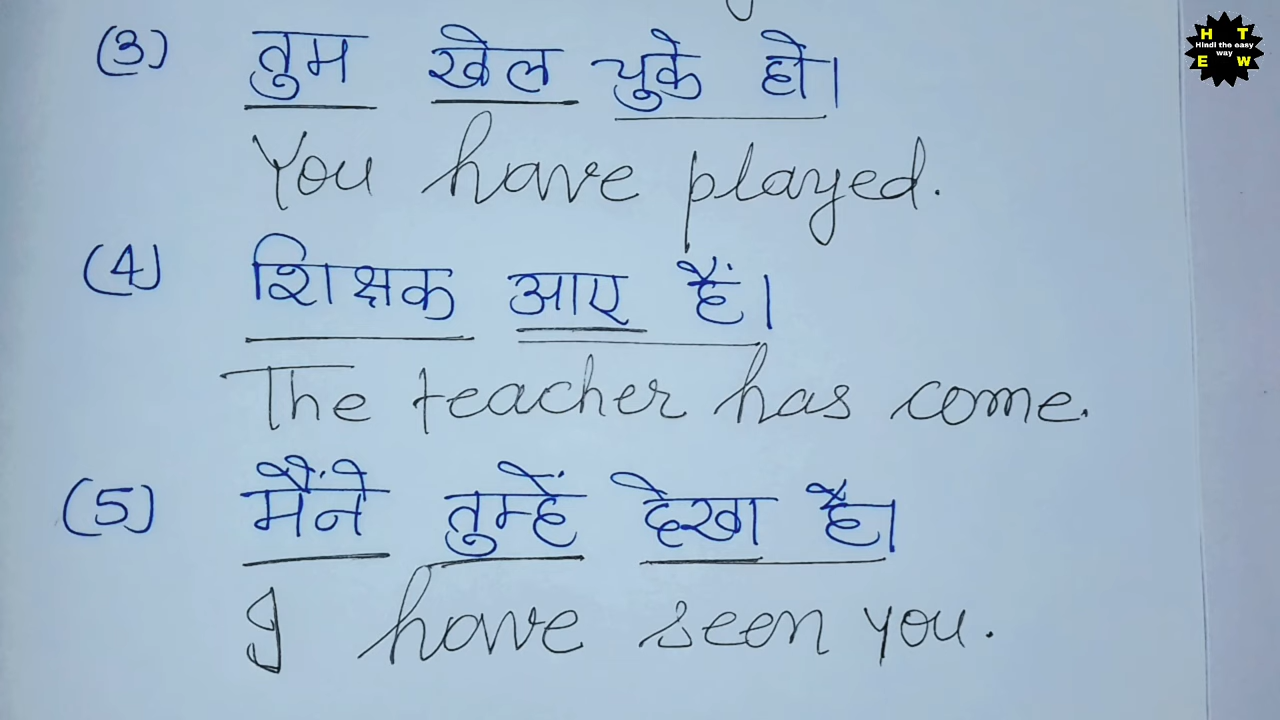 (3) तुम खेल चुके हो।
You have played.
(4) शिक्षक आए हैं।
The teacher has come.
(5) मैंने तुम्हें देखा है।
I have seen you.
H T
Hindi the easy
way
E W